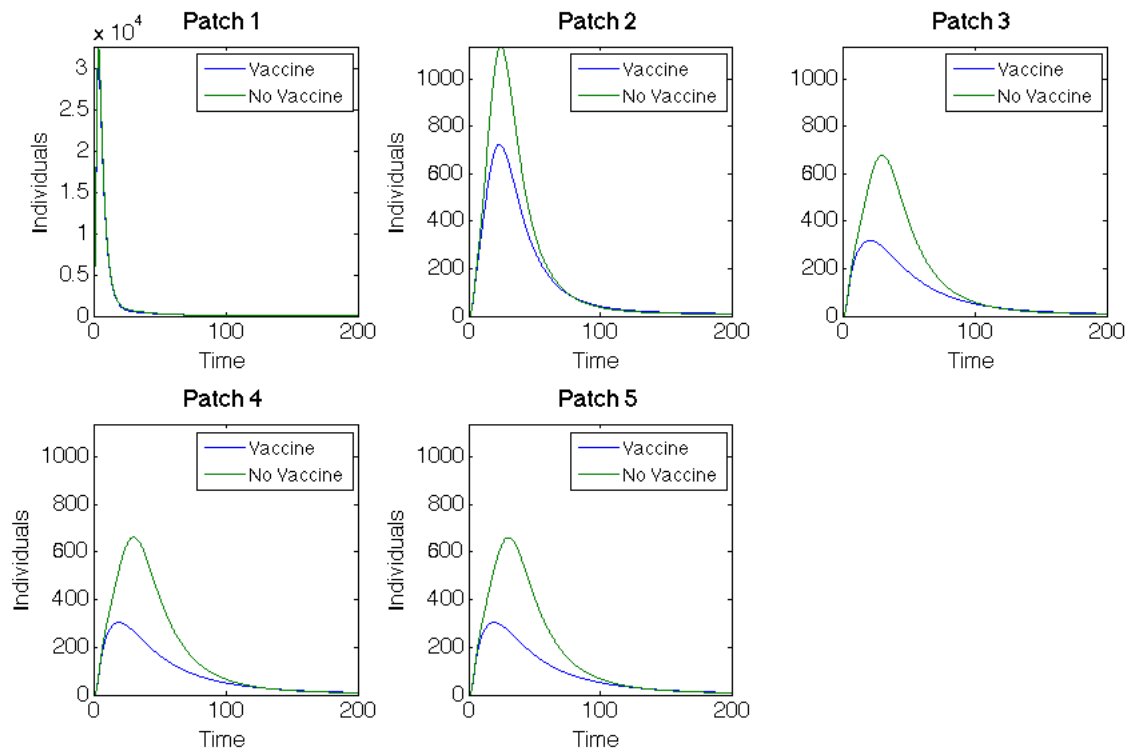 Patch 1
x 10^4
3
2.5
2
1.5
1
0.5
0
0 100 200
Individuals
Time
Vaccine
No Vaccine
Patch 2
1000
800
600
400
200
0
0 100 200
Individuals
Time
Vaccine
No Vaccine
Patch 3
1000
800
600
400
200
0
0 100 200
Individuals
Time
Vaccine
No Vaccine
Patch 4
1000
800
600
400
200
0
0 100 200
Individuals
Time
Vaccine
No Vaccine
Patch 5
1000
800
600
400
200
0
0 100 200
Individuals
Time
Vaccine
No Vaccine